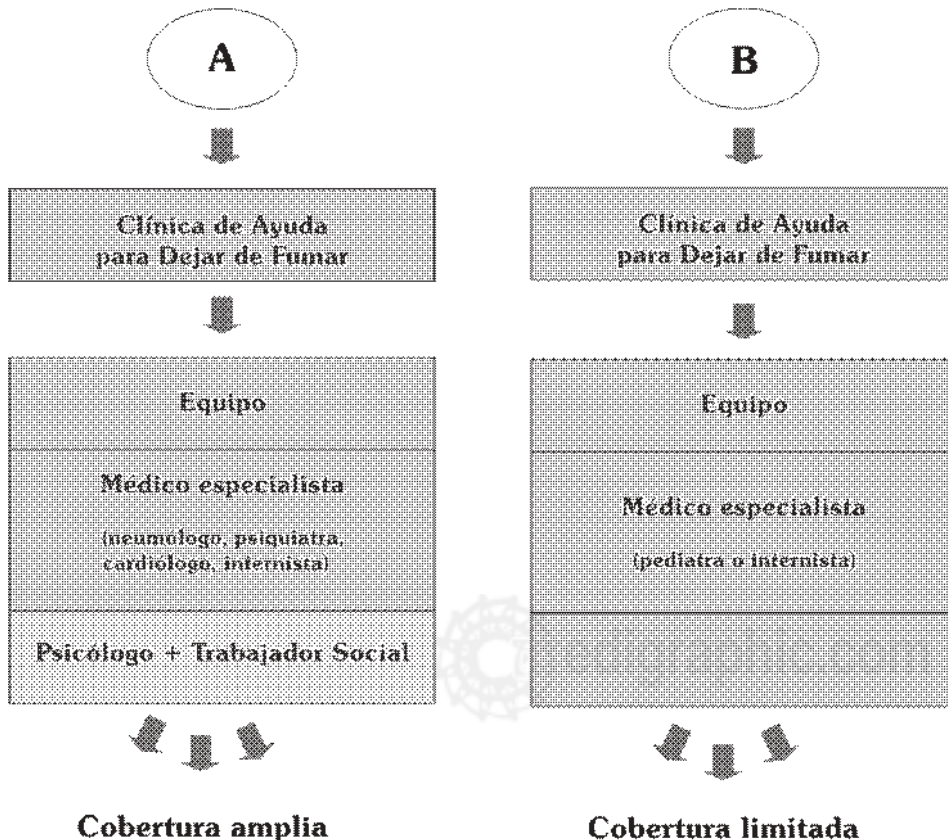 A
Clínica de Ayuda
para Dejar de Fumar
Equipo
Médico especialista
(neumólogo, psiquiatra,
cardiólogo, internista)
Psicólogo + Trabajador Social
Cobertura amplia
B
Clínica de Ayuda
para Dejar de Fumar
Equipo
Médico especialista
(pediatra o internista)
Cobertura limitada